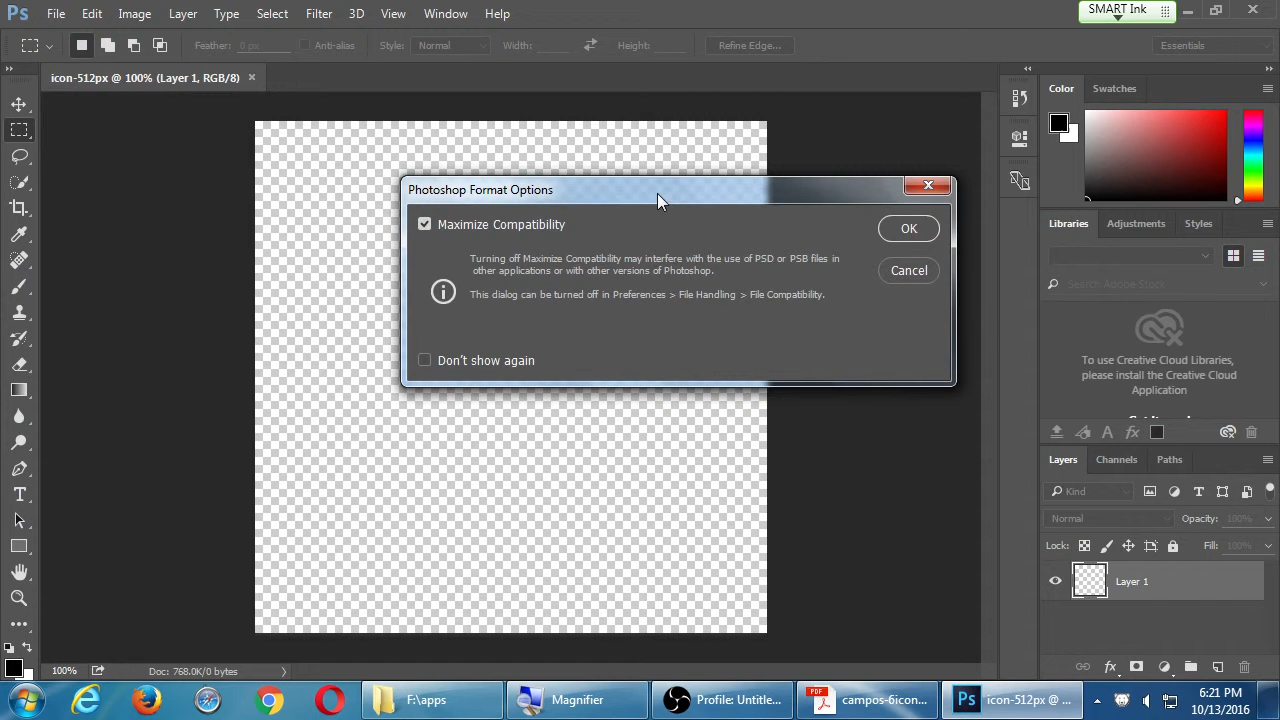 Ps File Edit Image Layer Type Select Filter 3D View Window Help
SMART Ink
Feather: 0 px Anti-alias Style: Normal Width: Height: Refine Edge... Essentials
icon-512px @ 100% (Layer 1, RGB/8)
Color Swatches
Photoshop Format Options
Maximize Compatibility
OK
Turning off Maximize Compatibility may interfere with the use of PSD or PSB files in
other applications or with other versions of Photoshop.
Cancel
This dialog can be turned off in Preferences > File Handling > File Compatibility.
Don't show again
Libraries Adjustments Styles
Search Adobe Stock
To use Creative Cloud Libraries,
please install the Creative Cloud
Application
Layers Channels Paths
Kind
Normal Opacity: 100%
Lock: Fill: 100%
Layer 1
100% Doc: 768.0K/0 bytes
F:\apps
Magnifier
Profile: Untitle...
PDF
campos-6icon...
Ps
icon-512px @ ...
6:21 PM
10/13/2016